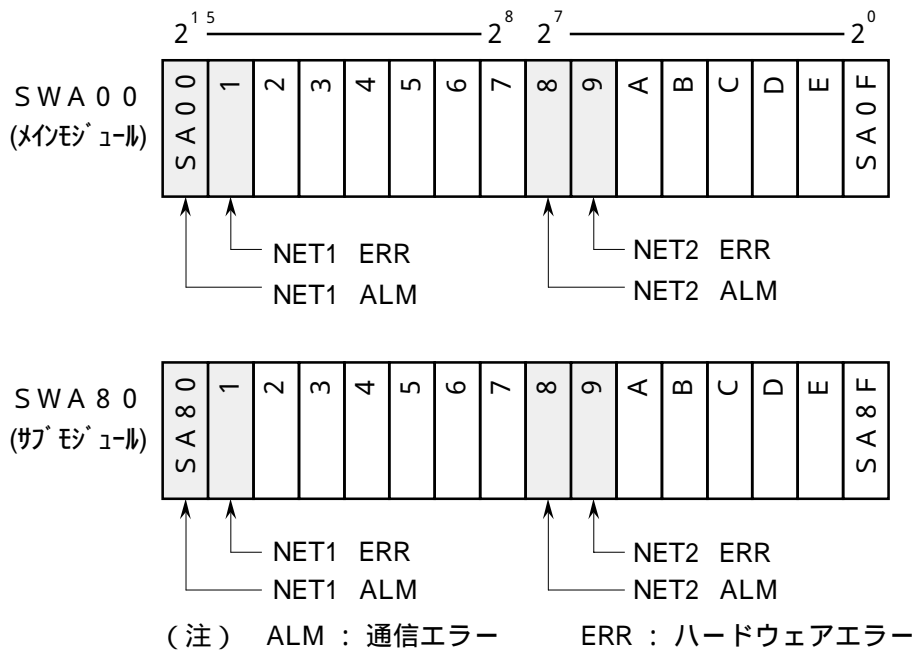 2^15 2^8 2^7 2^0
SWA00
(メインモジュール)
SA00 1 2 3 4 5 6 7 8 9 A B C D E SA0F
NET1 ERR NET2 ERR
NET1 ALM NET2 ALM
SWA80
(サブモジュール)
SA80 1 2 3 4 5 6 7 8 9 A B C D E SA8F
NET1 ERR NET2 ERR
NET1 ALM NET2 ALM
(注) ALM : 通信エラー ERR : ハードウェアエラー